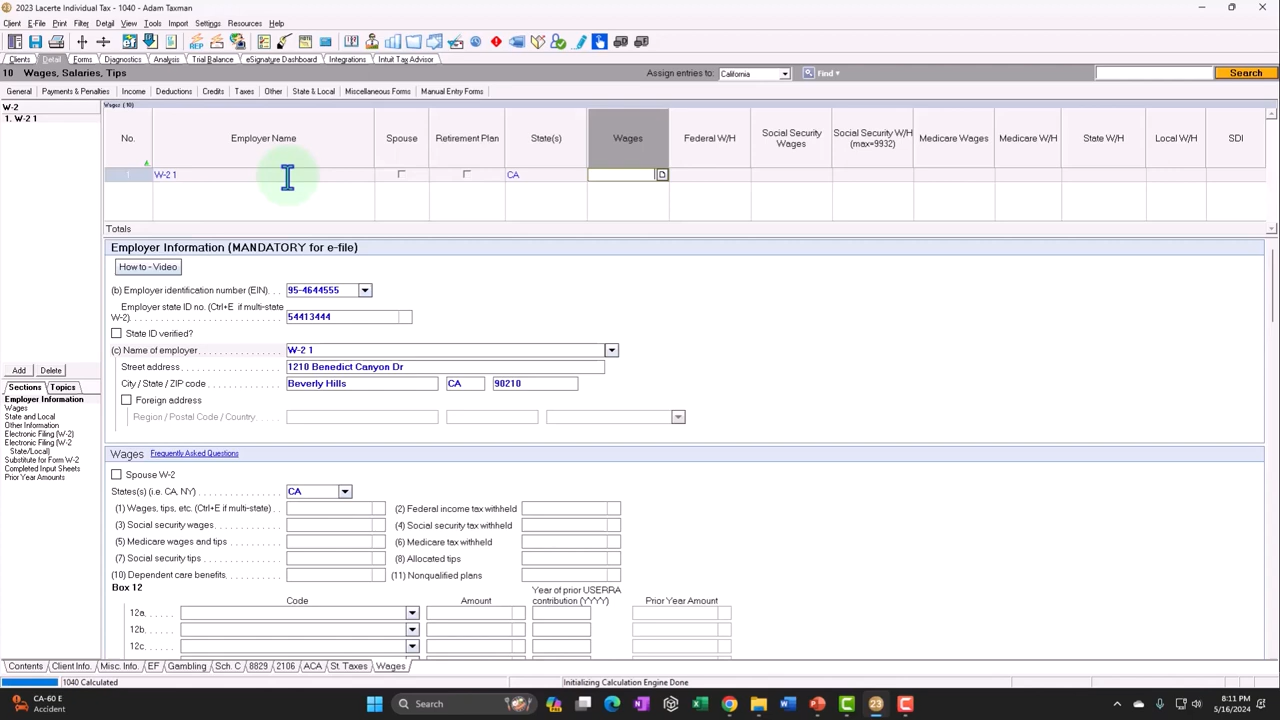 2023 Lacerte Individual Tax - 1040 - Adam Taxman
Client E-File Print Filter Detail View Tools Import Settings Resources Help
Clients Detail Forms Diagnostics Analysis Trial Balance eSignature Dashboard Integrations Intuit Tax Advisor
10 Wages, Salaries, Tips Assign entries to: California Find Search
General Payments & Penalties Income Deductions Credits Taxes Other State & Local Miscellaneous Forms Manual Entry Forms
W-2
1. W-2 1
Wages (10)
No. Employer Name Spouse Retirement Plan State(s) Wages Federal W/H Social Security Wages Social Security W/H (max=9932) Medicare Wages Medicare W/H State W/H Local W/H SDI
1 W-2 1 CA
Totals
Employer Information (MANDATORY for e-file)
How to - Video
(b) Employer identification number (EIN). . . 95-4644555
Employer state ID no. (Ctrl+E if multi-state
W-2) 54413444
State ID verified?
(c) Name of employer W-2 1
Street address 1210 Benedict Canyon Dr
City / State / ZIP code Beverly Hills CA 90210
Foreign address
Region / Postal Code / Country
Add Delete
Sections Topics
Employer Information
Wages
State and Local
Other Information
Electronic Filing (W-2)
Electronic Filing (W-2
State/Local)
Substitute for Form W-2
Completed Input Sheets
Prior Year Amounts
Wages Frequently Asked Questions
Spouse W-2
States(s) (i.e. CA, NY) CA
(1) Wages, tips, etc. (Ctrl+E if multi-state) (2) Federal income tax withheld
(3) Social security wages (4) Social security tax withheld
(5) Medicare wages and tips (6) Medicare tax withheld
(7) Social security tips (8) Allocated tips
(10) Dependent care benefits (11) Nonqualified plans
Box 12
Code Amount Year of prior USERRA contribution (YYYY) Prior Year Amount
12a
12b
12c
Contents Client Info. Misc. Info. EF Gambling Sch. C 8829 2106 ACA St. Taxes Wages
1040 Calculated Initializing Calculation Engine Done
CA-60 E
Accident
Search
23
8:11 PM
5/16/2024